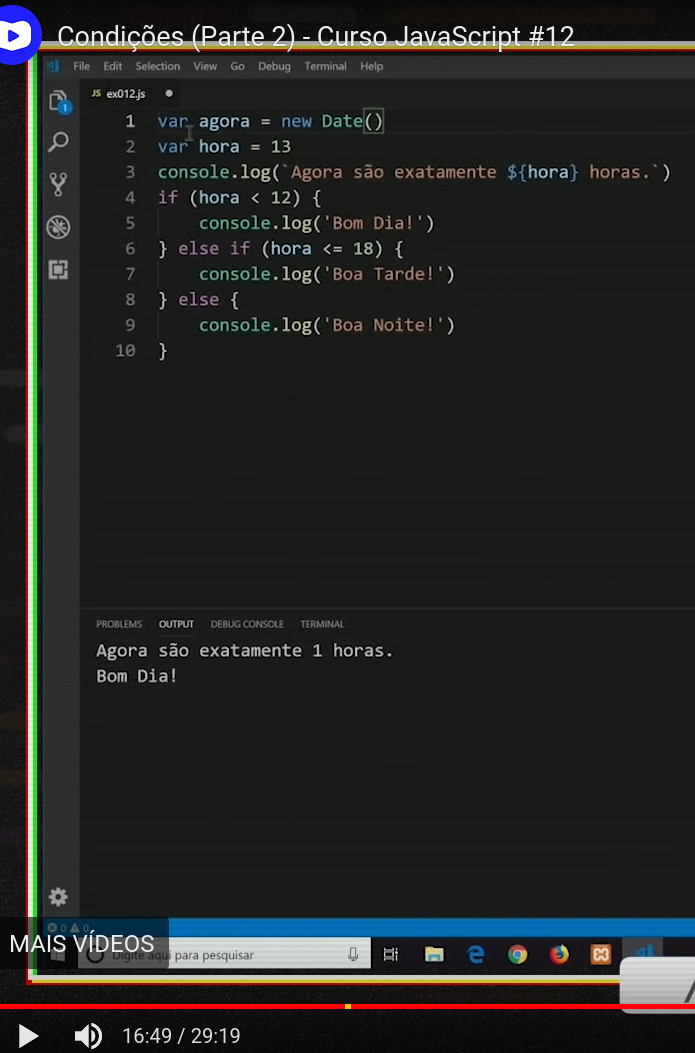 Condições (Parte 2) - Curso JavaScript #12
File Edit Selection View Go Debug Terminal Help
JS ex012.js
1 var agora = new Date()
2 var hora = 13
3 console.log(`Agora são exatamente ${hora} horas.`)
4 if (hora < 12) {
5 console.log('Bom Dia!')
6 } else if (hora <= 18) {
7 console.log('Boa Tarde!')
8 } else {
9 console.log('Boa Noite!')
10 }
1
PROBLEMS OUTPUT DEBUG CONSOLE TERMINAL
Agora são exatamente 1 horas.
Bom Dia!
0 0
MAIS VÍDEOS
Digite aqui para pesquisar
16:49 / 29:19